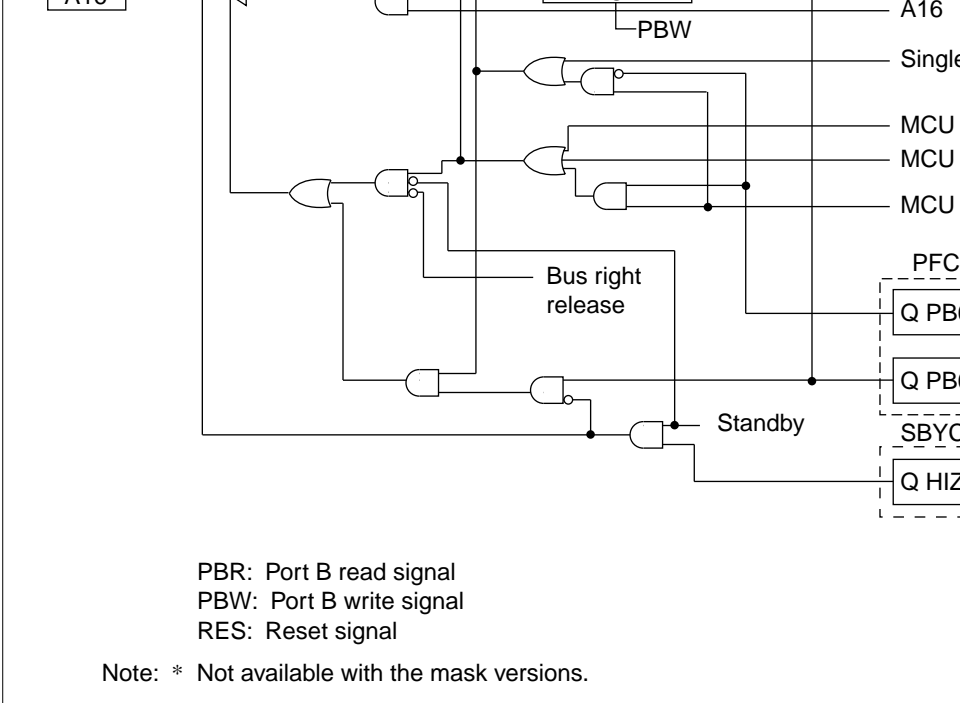 A16
PBW
Single
MCU
MCU
MCU
PFC
Bus right
release
Q PB
Q PB
Standby
SBYC
Q HIZ
PBR: Port B read signal
PBW: Port B write signal
RES: Reset signal
Note: * Not available with the mask versions.